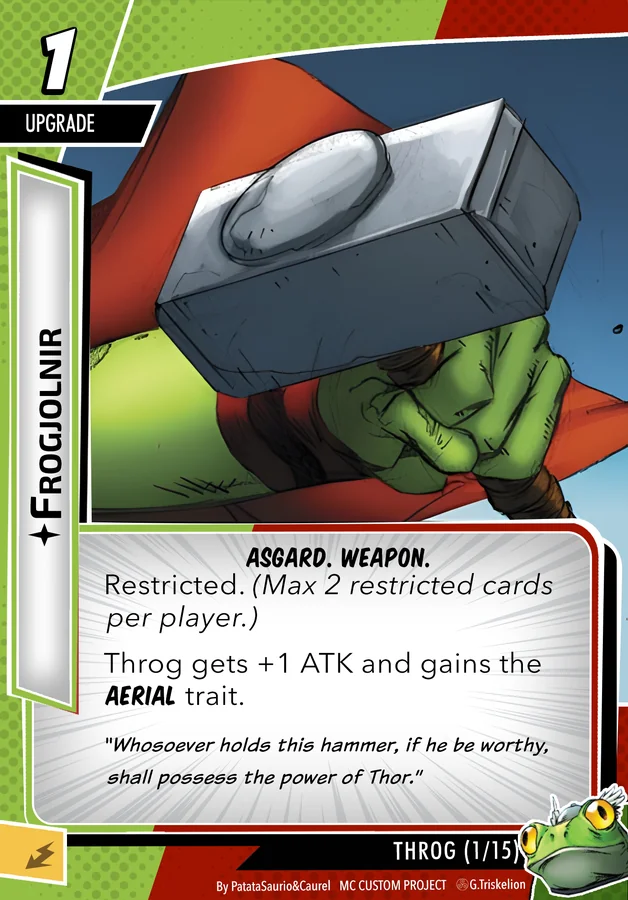 1
UPGRADE
FROGJOLNIR
ASGARD. WEAPON.
Restricted. (Max 2 restricted cards
per player.)
Throg gets +1 ATK and gains the
AERIAL trait.
"Whosoever holds this hammer, if he be worthy,
shall possess the power of Thor."
THROG (1/15)
By PatataSaurio&Caurel MC CUSTOM PROJECT G.Triskelion